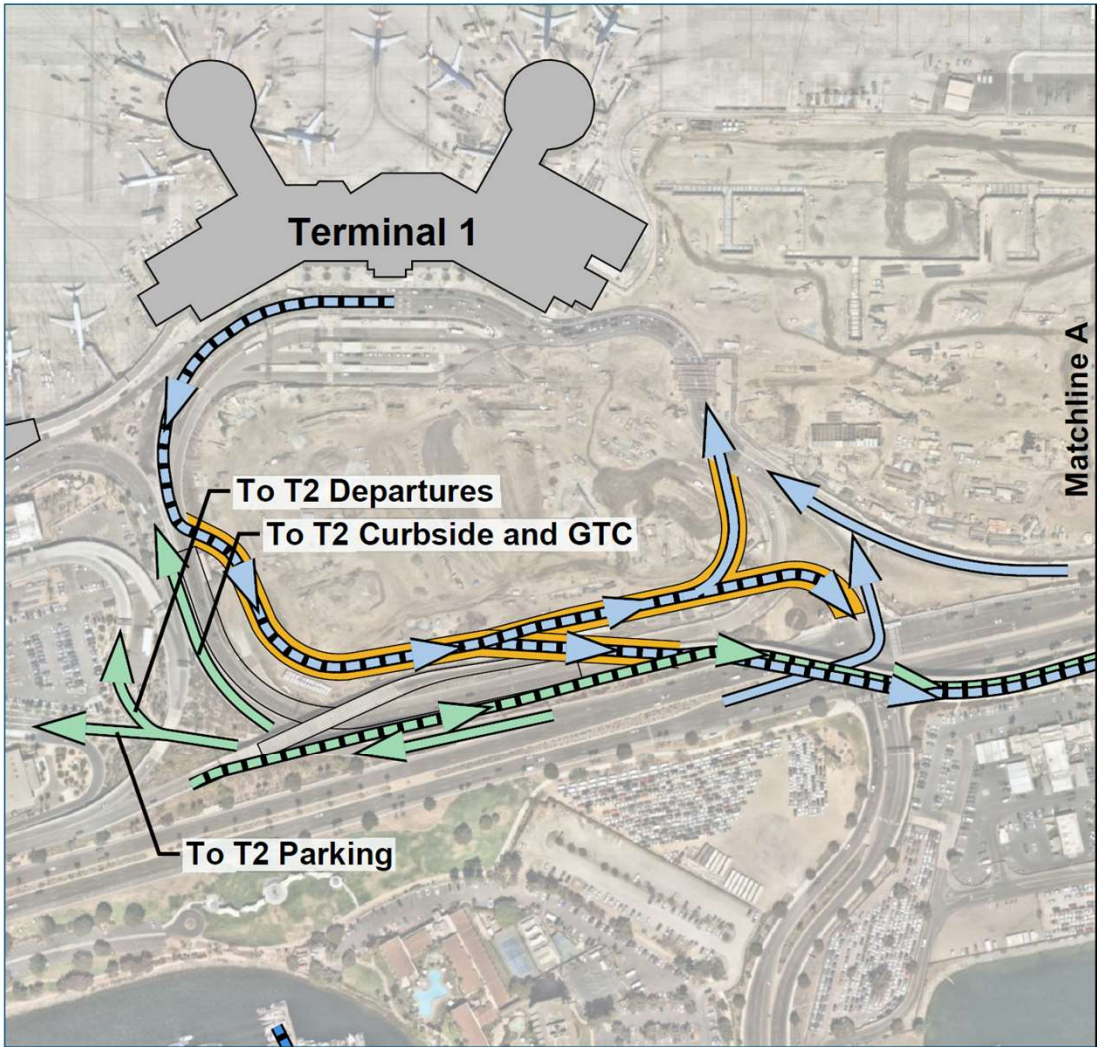 Terminal 1
Matchline A
To T2 Departures
To T2 Curbside and GTC
To T2 Parking